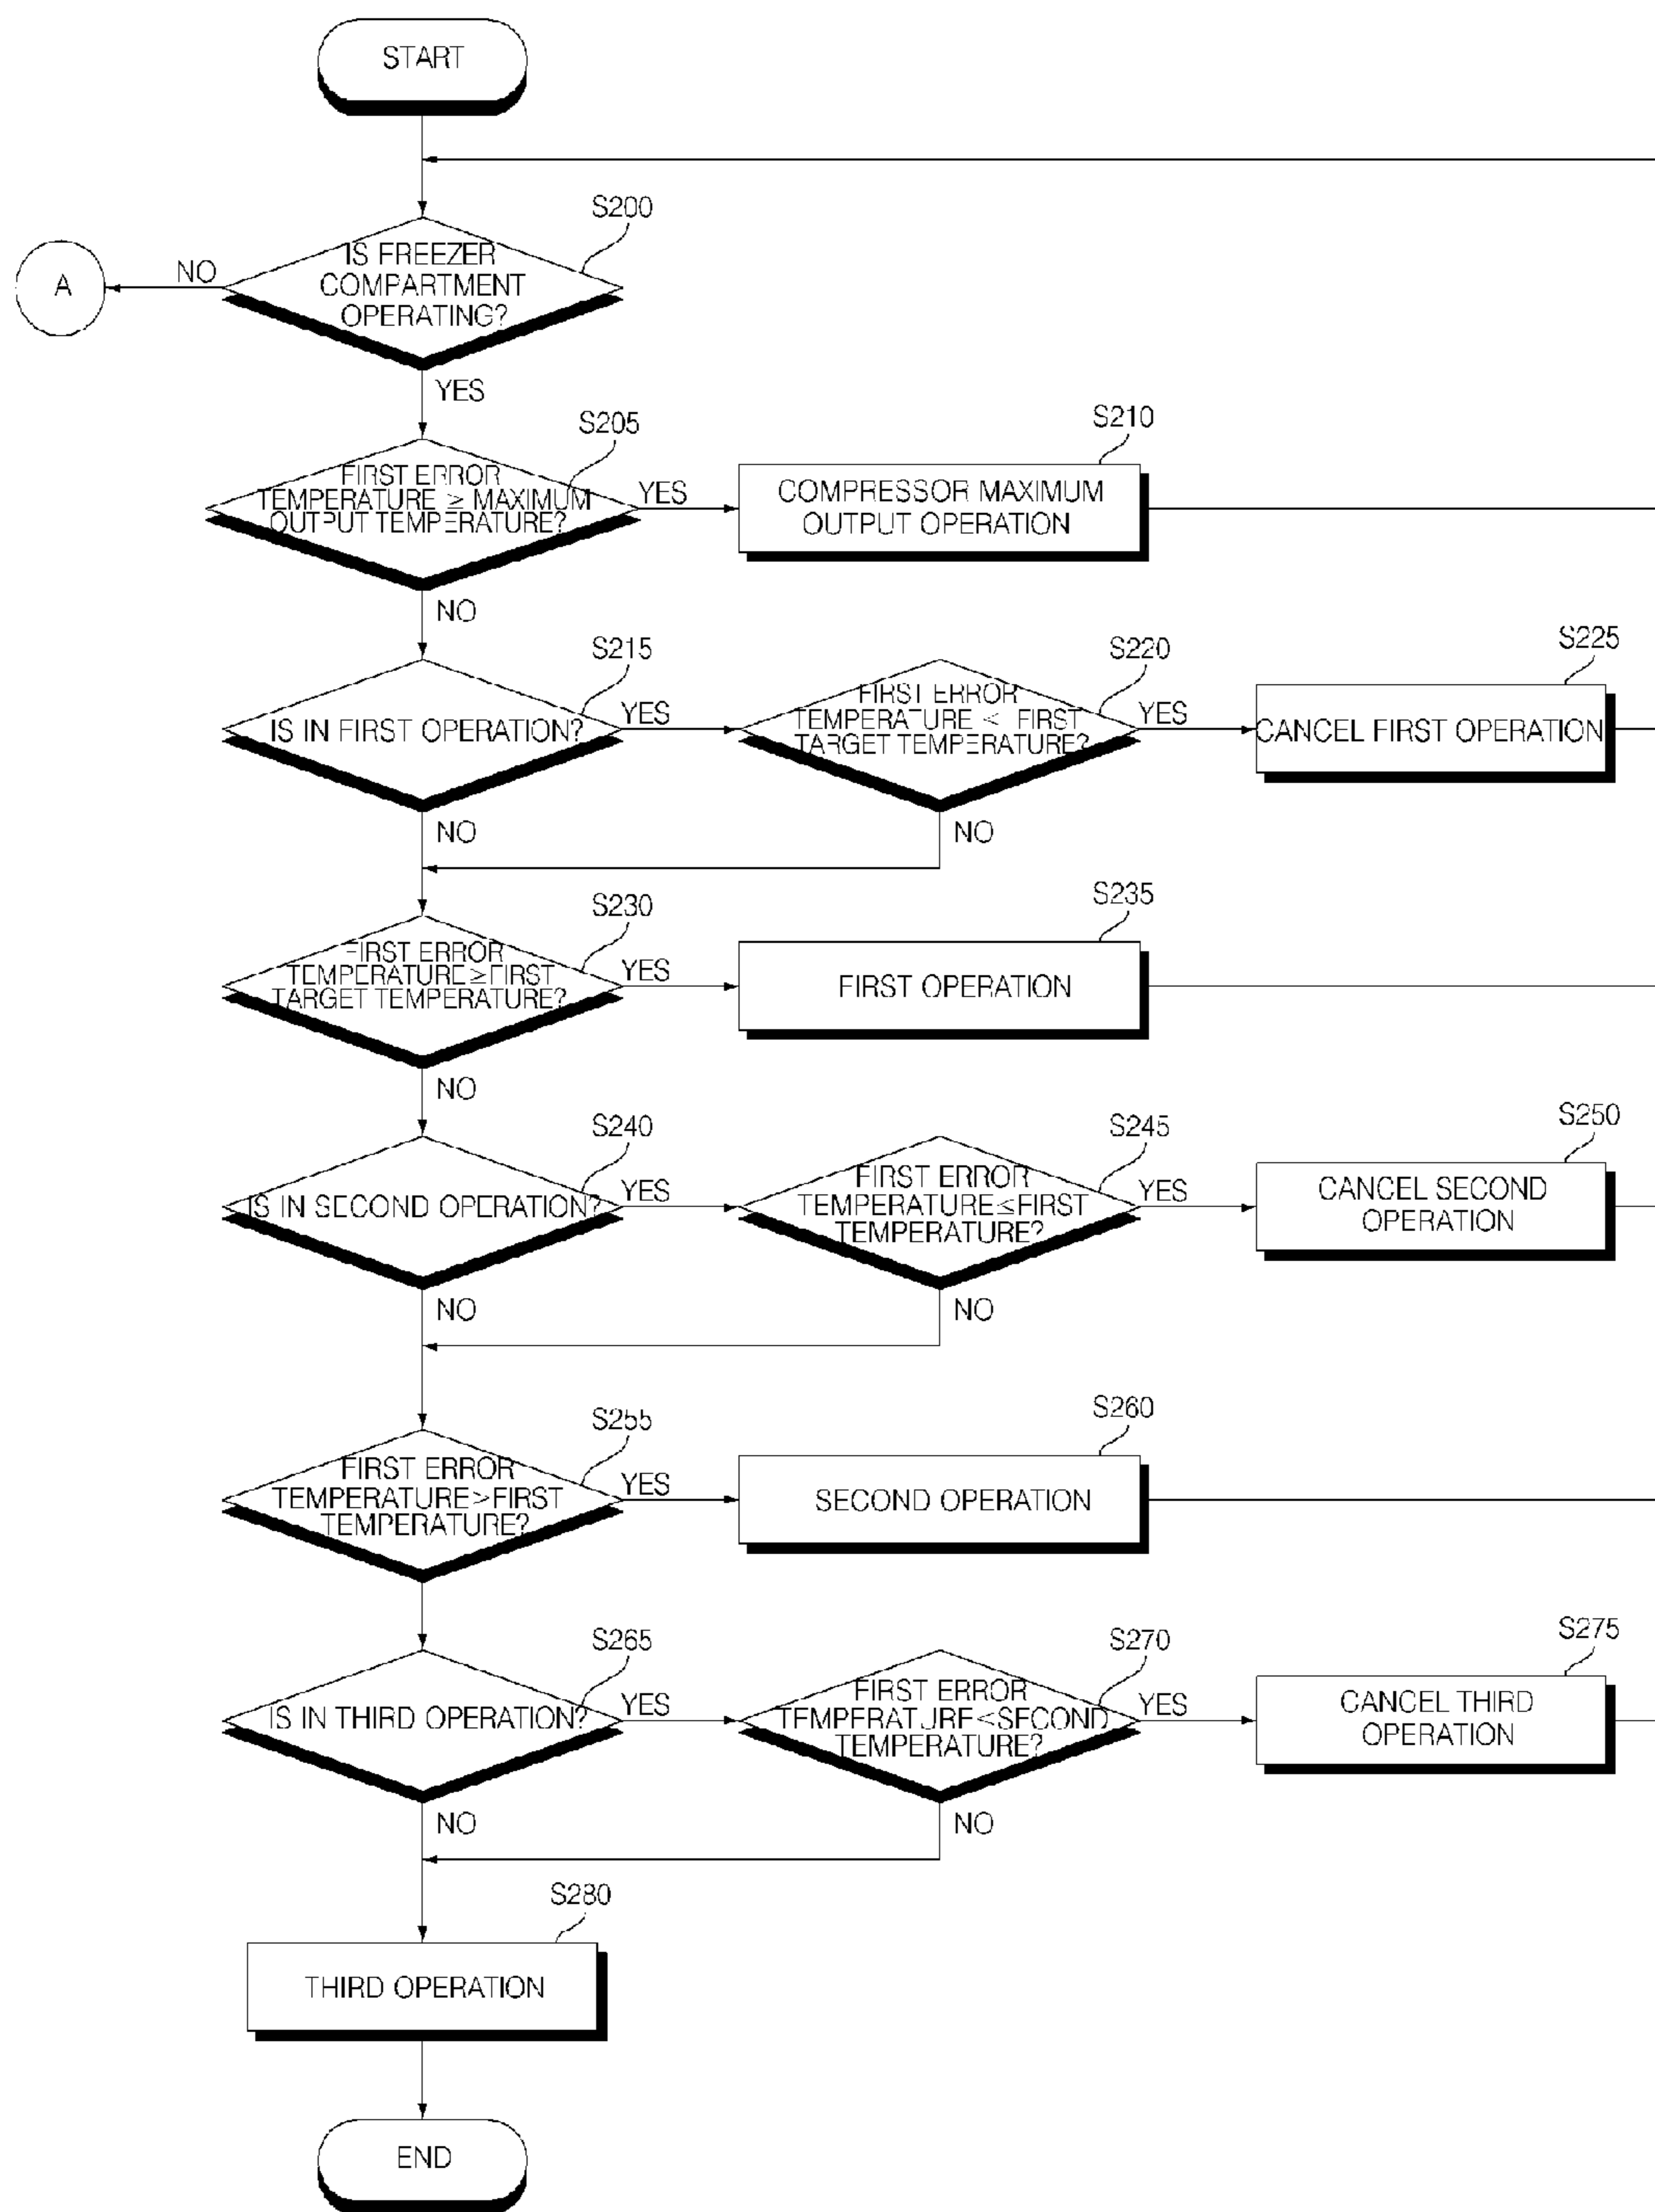 START
S200
IS FREEZER
COMPARTMENT
OPERATING?
NO
A
YES
S205
FIRST ERROR
TEMPERATURE ≥ MAXIMUM
OUTPUT TEMPERATURE?
YES
S210
COMPRESSOR MAXIMUM
OUTPUT OPERATION
NO
S215
IS IN FIRST OPERATION?
YES
S220
FIRST ERROR
TEMPERATURE < FIRST
TARGET TEMPERATURE?
YES
S225
CANCEL FIRST OPERATION
NO
NO
S230
FIRST ERROR
TEMPERATURE≥FIRST
TARGET TEMPERATURE?
YES
S235
FIRST OPERATION
NO
S240
IS IN SECOND OPERATION?
YES
S245
FIRST ERROR
TEMPERATURE≤FIRST
TEMPERATURE?
YES
S250
CANCEL SECOND
OPERATION
NO
NO
S255
FIRST ERROR
TEMPERATURE>FIRST
TEMPERATURE?
YES
S260
SECOND OPERATION
S265
IS IN THIRD OPERATION?
YES
S270
FIRST ERROR
TEMPERATURE<SECOND
TEMPERATURE?
YES
S275
CANCEL THIRD
OPERATION
NO
NO
S280
THIRD OPERATION
END